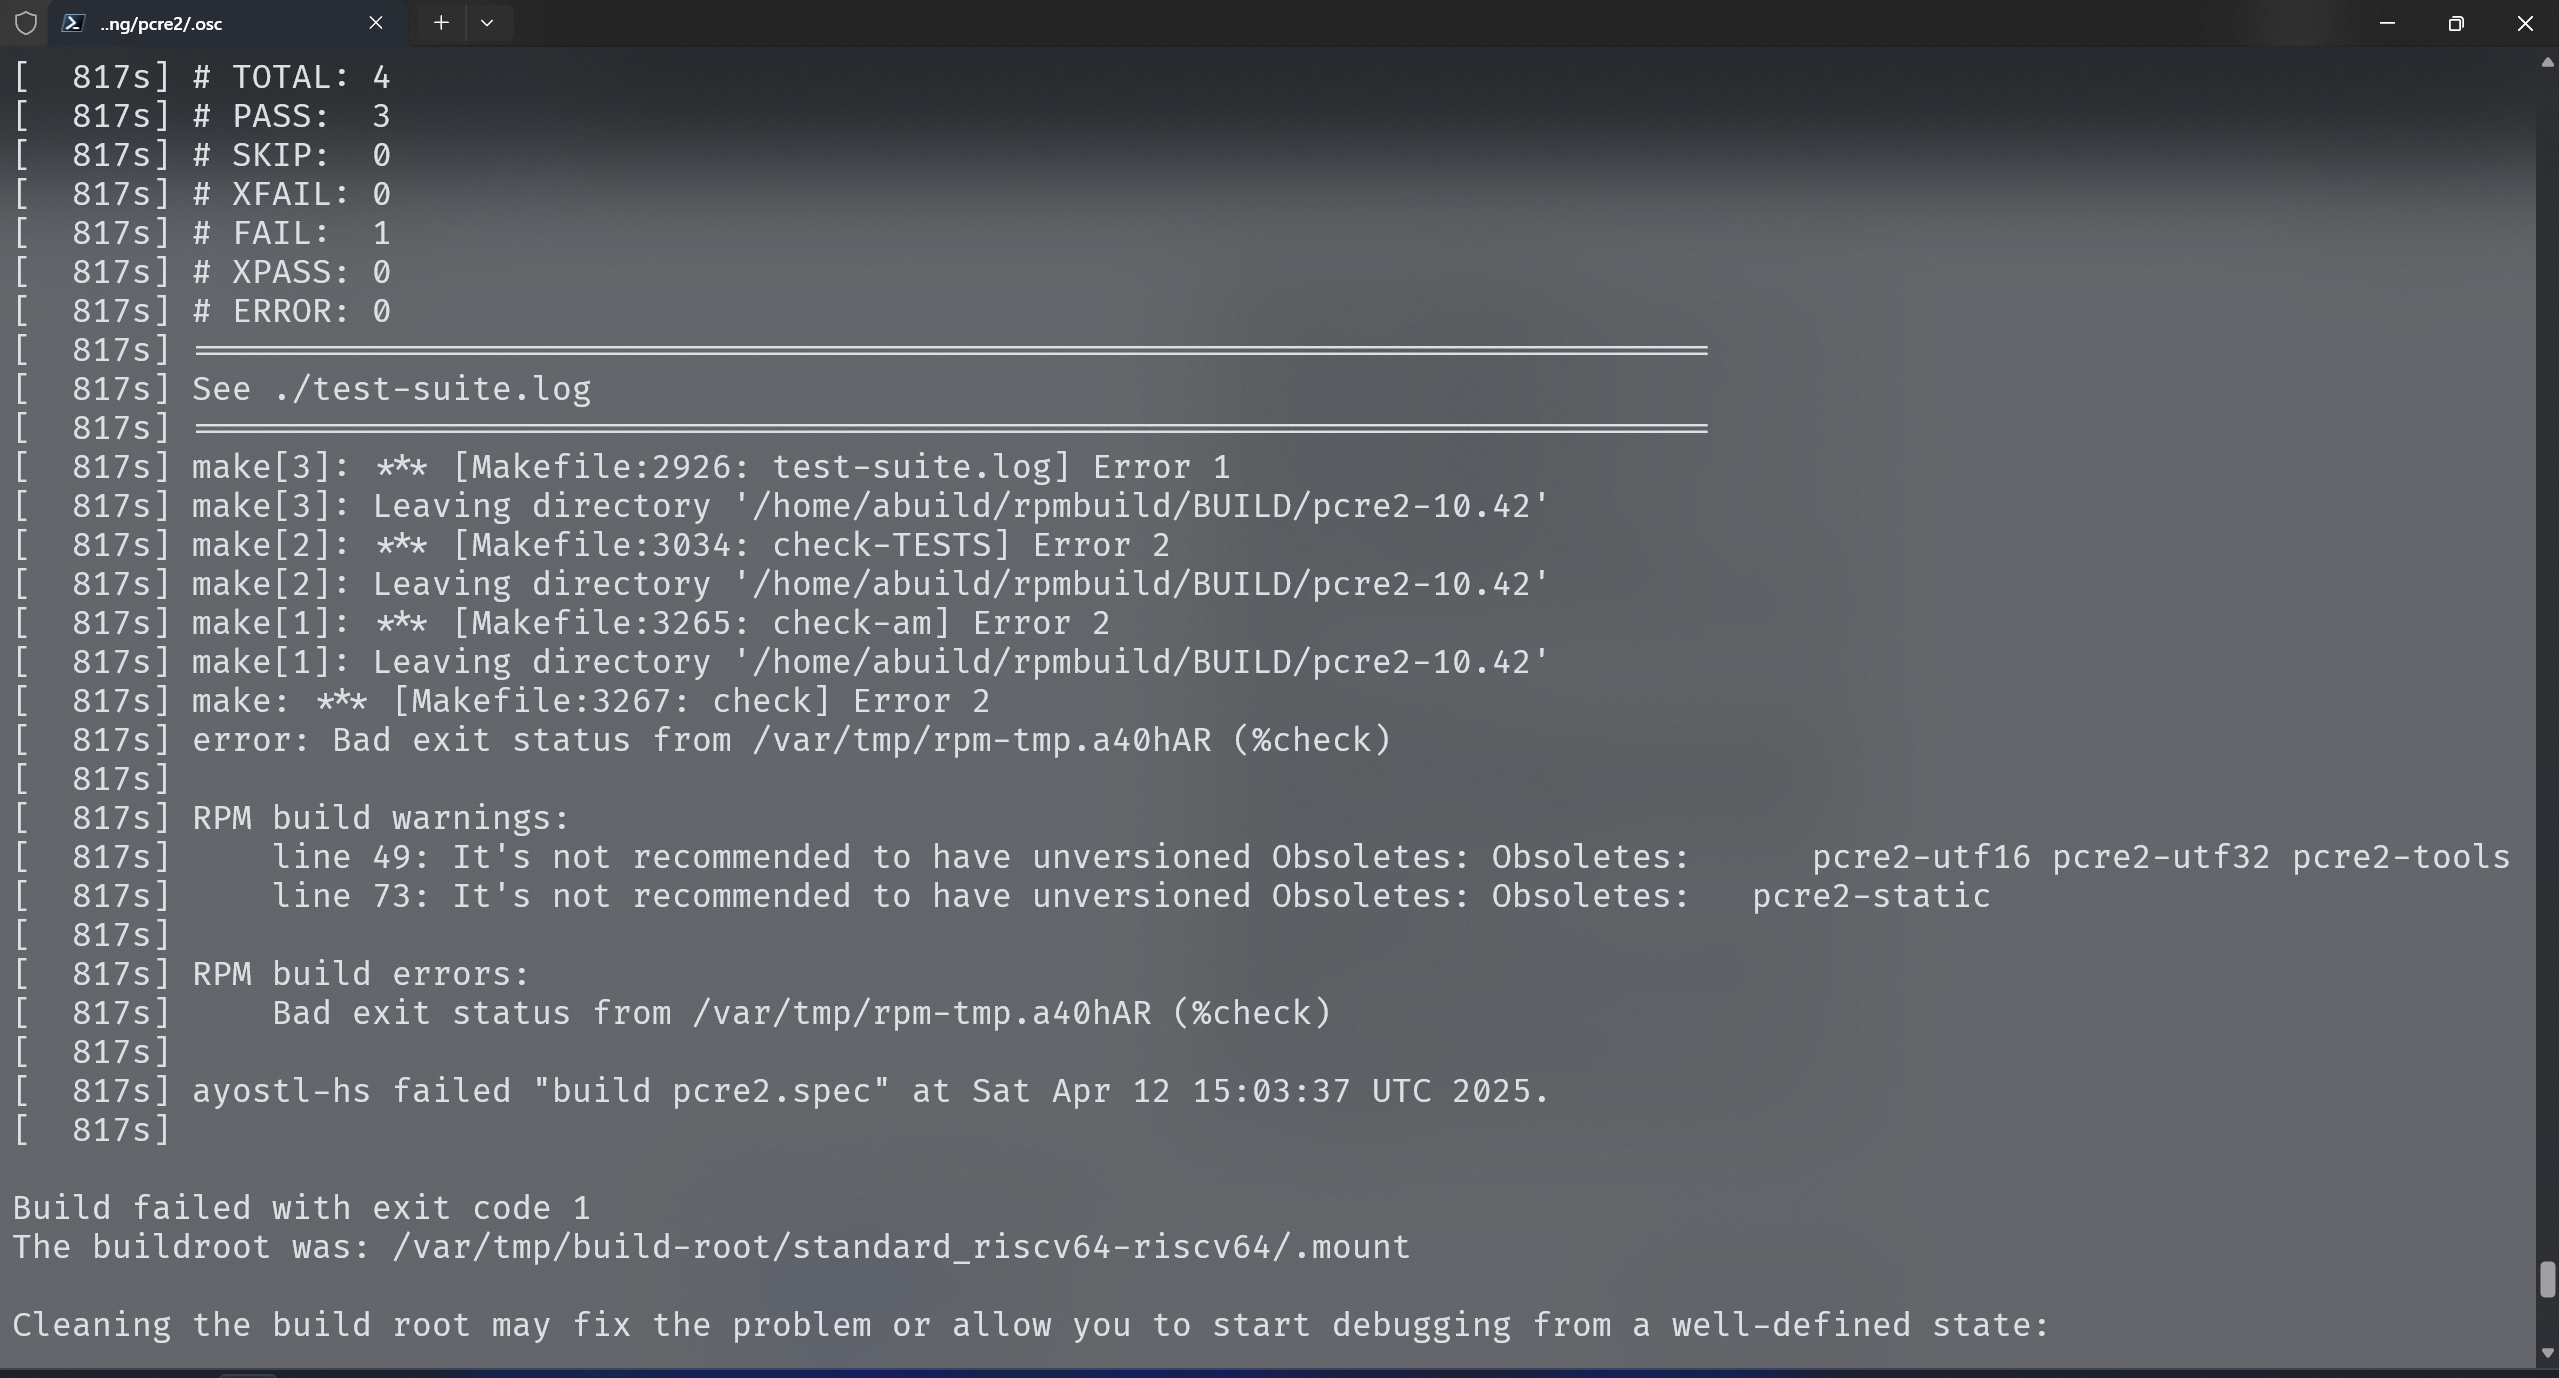 ..ng/pcre2/.osc
[  817s] # TOTAL: 4
[  817s] # PASS:  3
[  817s] # SKIP:  0
[  817s] # XFAIL: 0
[  817s] # FAIL:  1
[  817s] # XPASS: 0
[  817s] # ERROR: 0
[  817s] ============================================================================
[  817s] See ./test-suite.log
[  817s] ============================================================================
[  817s] make[3]: *** [Makefile:2926: test-suite.log] Error 1
[  817s] make[3]: Leaving directory '/home/abuild/rpmbuild/BUILD/pcre2-10.42'
[  817s] make[2]: *** [Makefile:3034: check-TESTS] Error 2
[  817s] make[2]: Leaving directory '/home/abuild/rpmbuild/BUILD/pcre2-10.42'
[  817s] make[1]: *** [Makefile:3265: check-am] Error 2
[  817s] make[1]: Leaving directory '/home/abuild/rpmbuild/BUILD/pcre2-10.42'
[  817s] make: *** [Makefile:3267: check] Error 2
[  817s] error: Bad exit status from /var/tmp/rpm-tmp.a40hAR (%check)
[  817s]
[  817s] RPM build warnings:
[  817s]     line 49: It's not recommended to have unversioned Obsoletes: Obsoletes:      pcre2-utf16 pcre2-utf32 pcre2-tools
[  817s]     line 73: It's not recommended to have unversioned Obsoletes: Obsoletes:   pcre2-static
[  817s]
[  817s] RPM build errors:
[  817s]     Bad exit status from /var/tmp/rpm-tmp.a40hAR (%check)
[  817s]
[  817s] ayostl-hs failed "build pcre2.spec" at Sat Apr 12 15:03:37 UTC 2025.
[  817s]
Build failed with exit code 1
The buildroot was: /var/tmp/build-root/standard_riscv64-riscv64/.mount
Cleaning the build root may fix the problem or allow you to start debugging from a well-defined state: